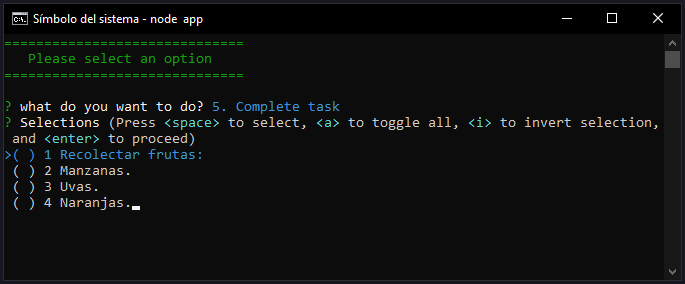 Símbolo del sistema - node app
==============================
Please select an option
==============================
? what do you want to do? 5. Complete task
? Selections (Press <space> to select, <a> to toggle all, <i> to invert selection,
and <enter> to proceed)
>( ) 1 Recolectar frutas:
( ) 2 Manzanas.
( ) 3 Uvas.
( ) 4 Naranjas.